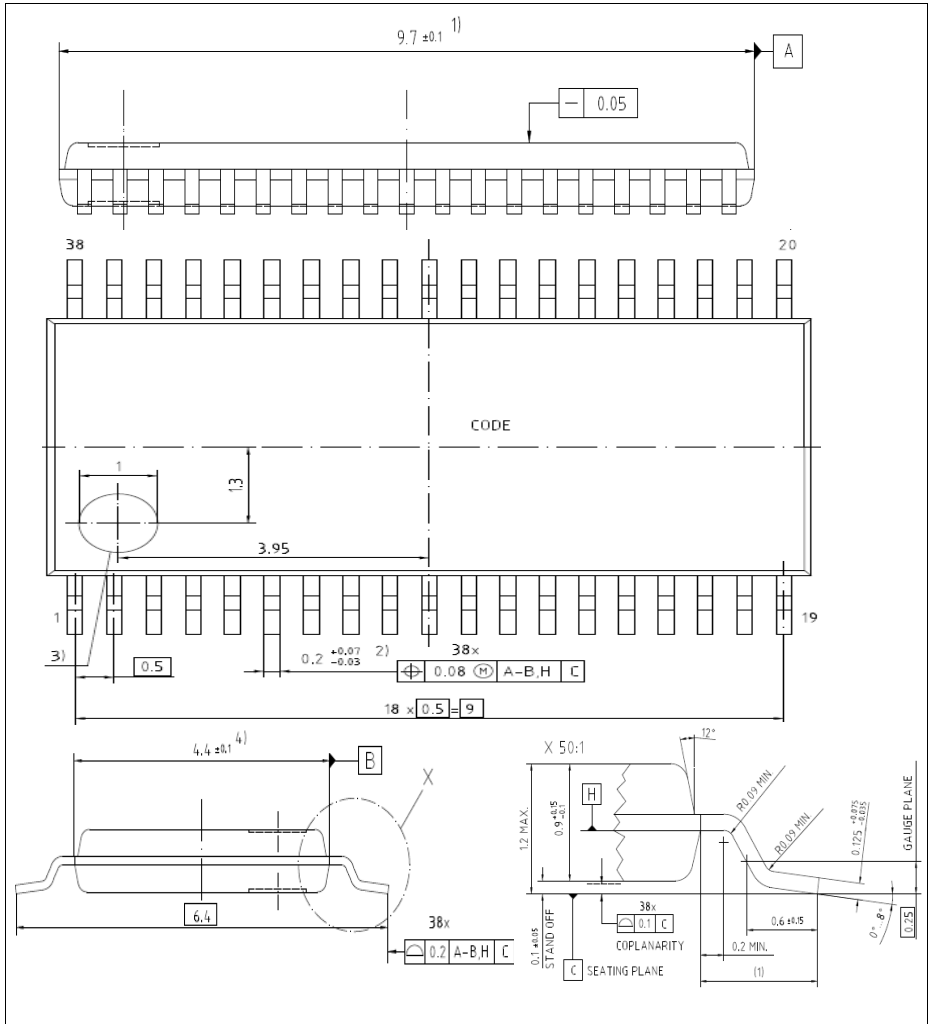 9.7 ±0.1 1)
A
— 0.05
38
20
CODE
1
1.3
3.95
1
19
3)
0.5
0.2 +0.07 -0.03 2)
38x
⌖ 0.08 Ⓜ A-B,H C
18 x 0.5 = 9
4.4 ±0.1 4)
B
X
6.4
38x
⌓ 0.2 A-B,H C
X 50:1
12°
H
1.2 MAX.
0.9 +0.15 -0.1
R0.09 MIN.
R0.09 MIN
0.125 +0.075 -0.035
GAUGE PLANE
0.25
0°...8°
38x
⌓ 0.1 C
COPLANARITY
0.6 ±0.15
0.2 MIN.
(1)
0.1 ±0.05
STAND OFF
C SEATING PLANE